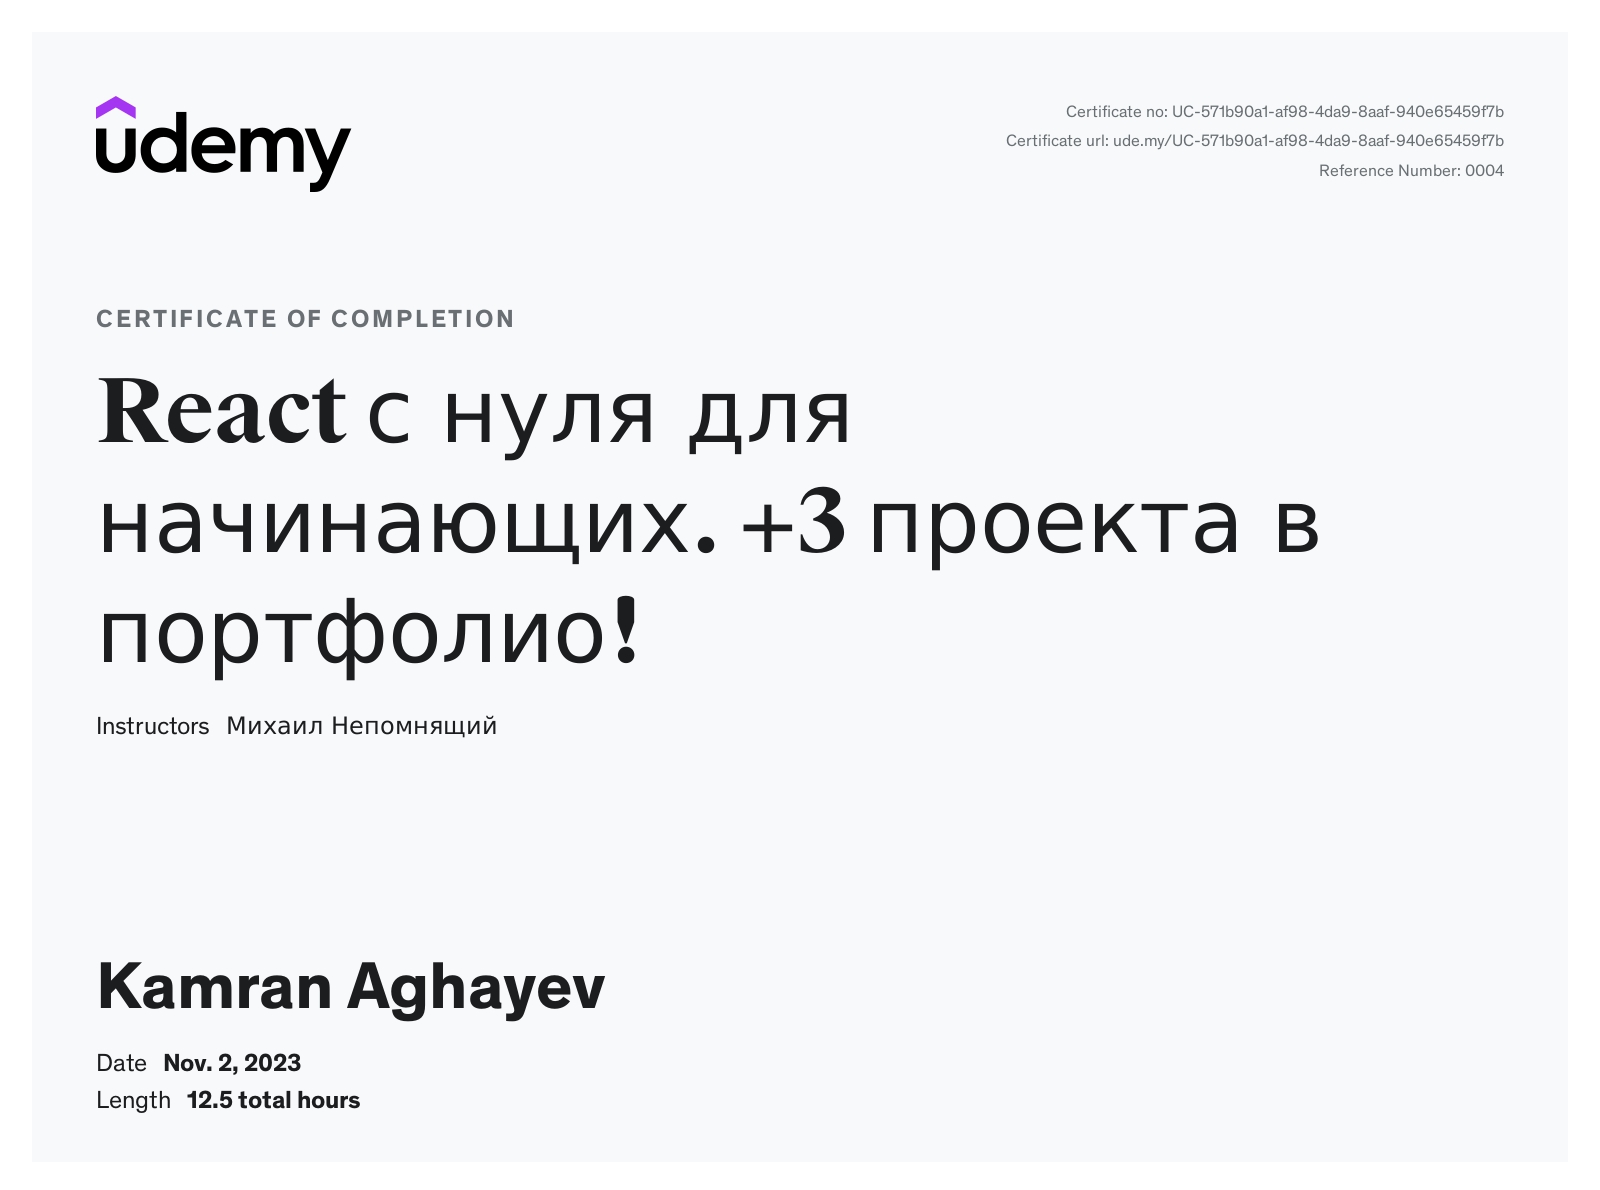 udemy
Certificate no: UC-571b90a1-af98-4da9-8aaf-940e65459f7b
Certificate url: ude.my/UC-571b90a1-af98-4da9-8aaf-940e65459f7b
Reference Number: 0004
CERTIFICATE OF COMPLETION
React с нуля для
начинающих. +3 проекта в
портфолио!
Instructors Михаил Непомнящий
Kamran Aghayev
Date Nov. 2, 2023
Length 12.5 total hours